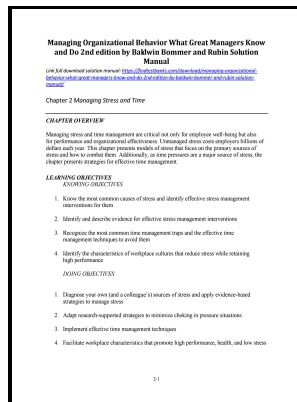 Managing Organizational Behavior What Great Managers Know
and Do 2nd edition by Baldwin Bommer and Rubin Solution
Manual
Link full download solution manual: https://findtestbanks.com/download/managing-organizational-
behavior-what-great-managers-know-and-do-2nd-edition-by-baldwin-bommer-and-rubin-solution-
manual/
Chapter 2 Managing Stress and Time
CHAPTER OVERVIEW
Managing stress and time management are critical not only for employee well-being but also
for performance and organizational effectiveness. Unmanaged stress costs employers billions of
dollars each year. This chapter presents models of stress that focus on the primary sources of
stress and how to combat them. Additionally, as time pressures are a major source of stress, the
chapter presents strategies for effective time management.
LEARNING OBJECTIVES
KNOWING OBJECTIVES
1. Know the most common causes of stress and identify effective stress management
interventions for them
2. Identify and describe evidence for effective stress management interventions
3. Recognize the most common time management traps and the effective time
management techniques to avoid them
4. Identify the characteristics of workplace cultures that reduce stress while retaining
high performance
DOING OBJECTIVES
1. Diagnose your own (and a colleague's) sources of stress and apply evidence-based
strategies to manage stress
2. Adapt research-supported strategies to minimize choking in pressure situations
3. Implement effective time management techniques
4. Facilitate workplace characteristics that promote high performance, health, and low stress
2-1